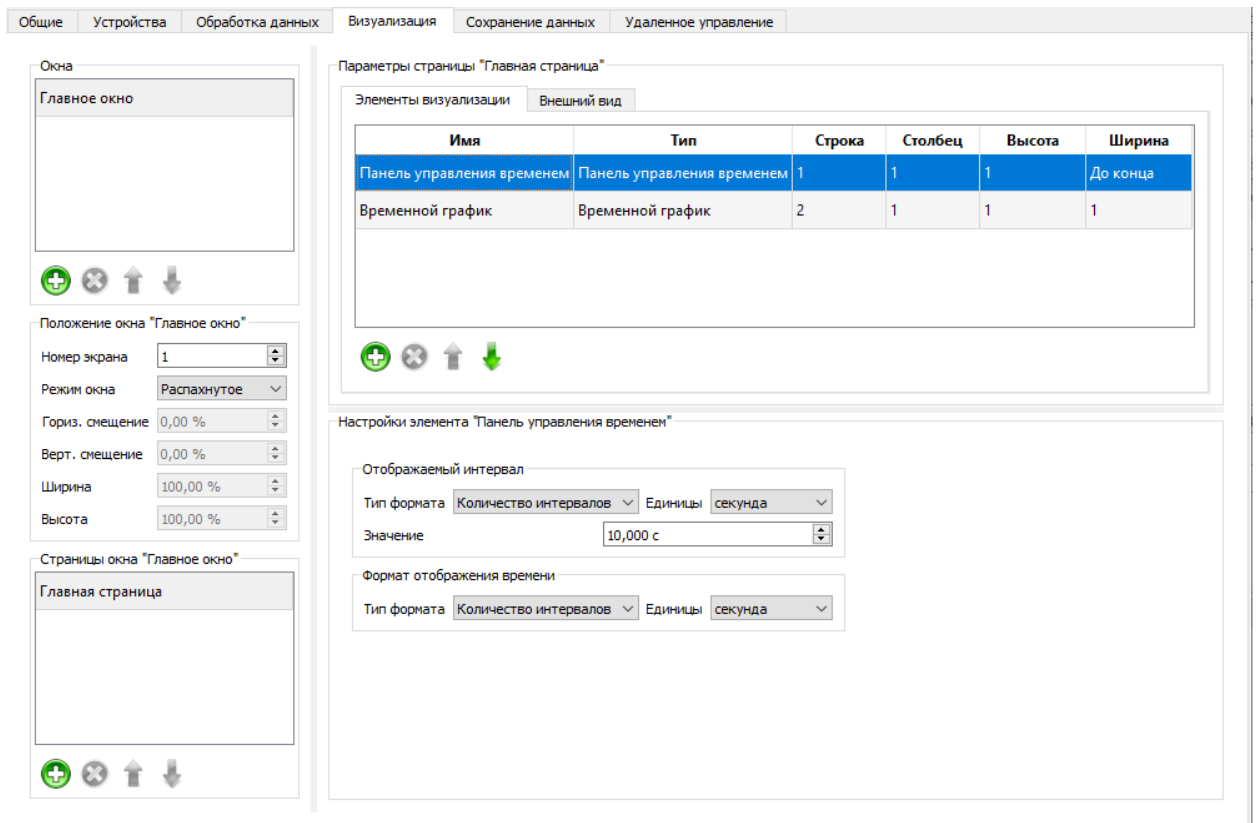 Общие Устройства Обработка данных Визуализация Сохранение данных Удаленное управление
Окна
Главное окно
Положение окна "Главное окно"
Номер экрана 1
Режим окна Распахнутое
Гориз. смещение 0,00 %
Верт. смещение 0,00 %
Ширина 100,00 %
Высота 100,00 %
Страницы окна "Главное окно"
Главная страница
Параметры страницы "Главная страница"
Элементы визуализации Внешний вид
Имя Тип Строка Столбец Высота Ширина
Панель управления временем Панель управления временем 1 1 1 До конца
Временной график Временной график 2 1 1 1
Настройки элемента "Панель управления временем"
Отображаемый интервал
Тип формата Количество интервалов Единицы секунда
Значение 10,000 с
Формат отображения времени
Тип формата Количество интервалов Единицы секунда